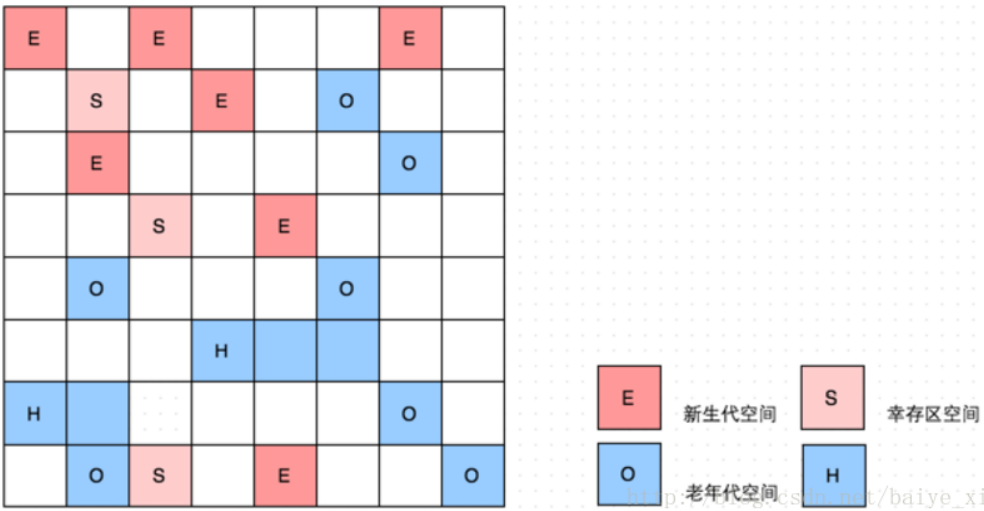 E E E
S E O
E O
S E
O O
H
H O
O S E O
E 新生代空间 S 幸存区空间
O 老年代空间 H
http://blog.csdn.net/baiye_xi